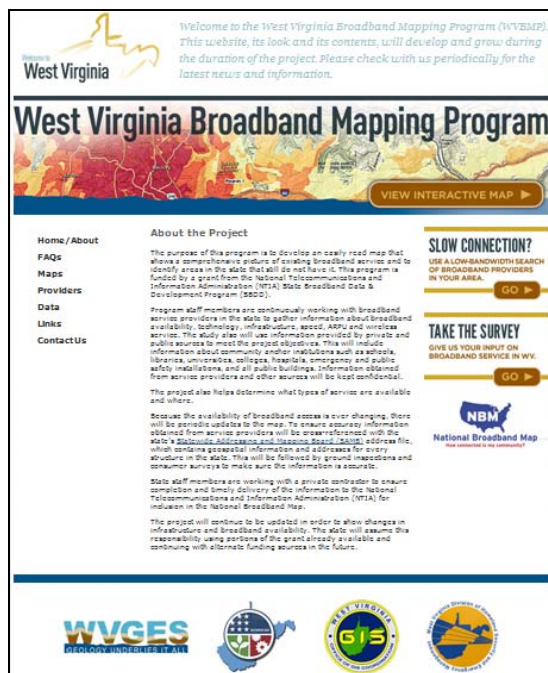 Welcome to
West Virginia
Welcome to the West Virginia Broadband Mapping Program (WVBMP).
This website, its look and its contents, will develop and grow during
the duration of the project. Please check with us periodically for the
latest news and information.
West Virginia Broadband Mapping Program
VIEW INTERACTIVE MAP
Home/About
FAQs
Maps
Providers
Data
Links
Contact Us
About the Project
The purpose of this program is to develop an easily read map that
shows a comprehensive picture of existing broadband service and to
identify areas in the state that still do not have it. This program is
funded by a grant from the National Telecommunications and
Information Administration (NTIA) State Broadband Data &
Development Program (SBDD).
Program staff members are continuously working with broadband
service providers in the state to gather information about broadband
availability, technology, infrastructure, speed, ARPU and wireless
service. The study also will use information provided by private and
public sources to meet the project objectives. This will include
information about community anchor institutions such as schools,
libraries, universities, colleges, hospitals, emergency and public
safety installations, and all public buildings. Information obtained
from service providers and other sources will be kept confidential.
The project also helps determine what types of service are available
and where.
Because the availability of broadband access is ever changing, there
will be periodic updates to the map. To ensure accuracy information
obtained from service providers will be cross-referenced with the
state's Statewide Addressing and Mapping Board (SAMB) address file,
which contains geospatial information and addresses for every
structure in the state. This will be followed by ground inspections and
consumer surveys to make sure the information is accurate.
State staff members are working with a private contractor to ensure
completion and timely delivery of the information to the National
Telecommunications and Information Administration (NTIA) for
inclusion in the National Broadband Map.
The project will continue to be updated in order to show changes in
infrastructure and broadband availability. The state will assume this
responsibility using portions of the grant already available and
continuing with alternate funding sources in the future.
SLOW CONNECTION?
USE A LOW-BANDWIDTH SEARCH
OF BROADBAND PROVIDERS
IN YOUR AREA.
GO
TAKE THE SURVEY
GIVE US YOUR INPUT ON
BROADBAND SERVICE IN WV.
GO
NBM
National Broadband Map
How connected is my community?
WVGES
GEOLOGY UNDERLIES IT ALL
WEST VIRGINIA
GIS
OFFICE OF GIS COORDINATION